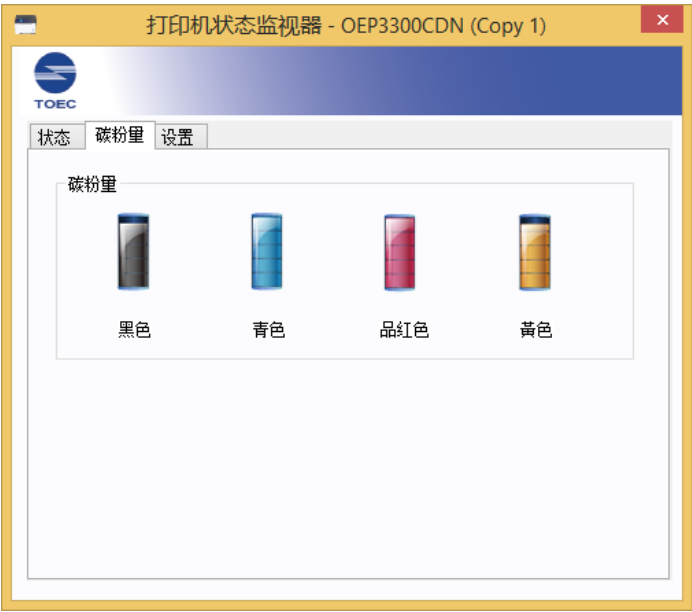 打印机状态监视器 - OEP3300CDN (Copy 1)
TOEC
状态 碳粉量 设置
碳粉量
黑色 青色 品红色 黃色